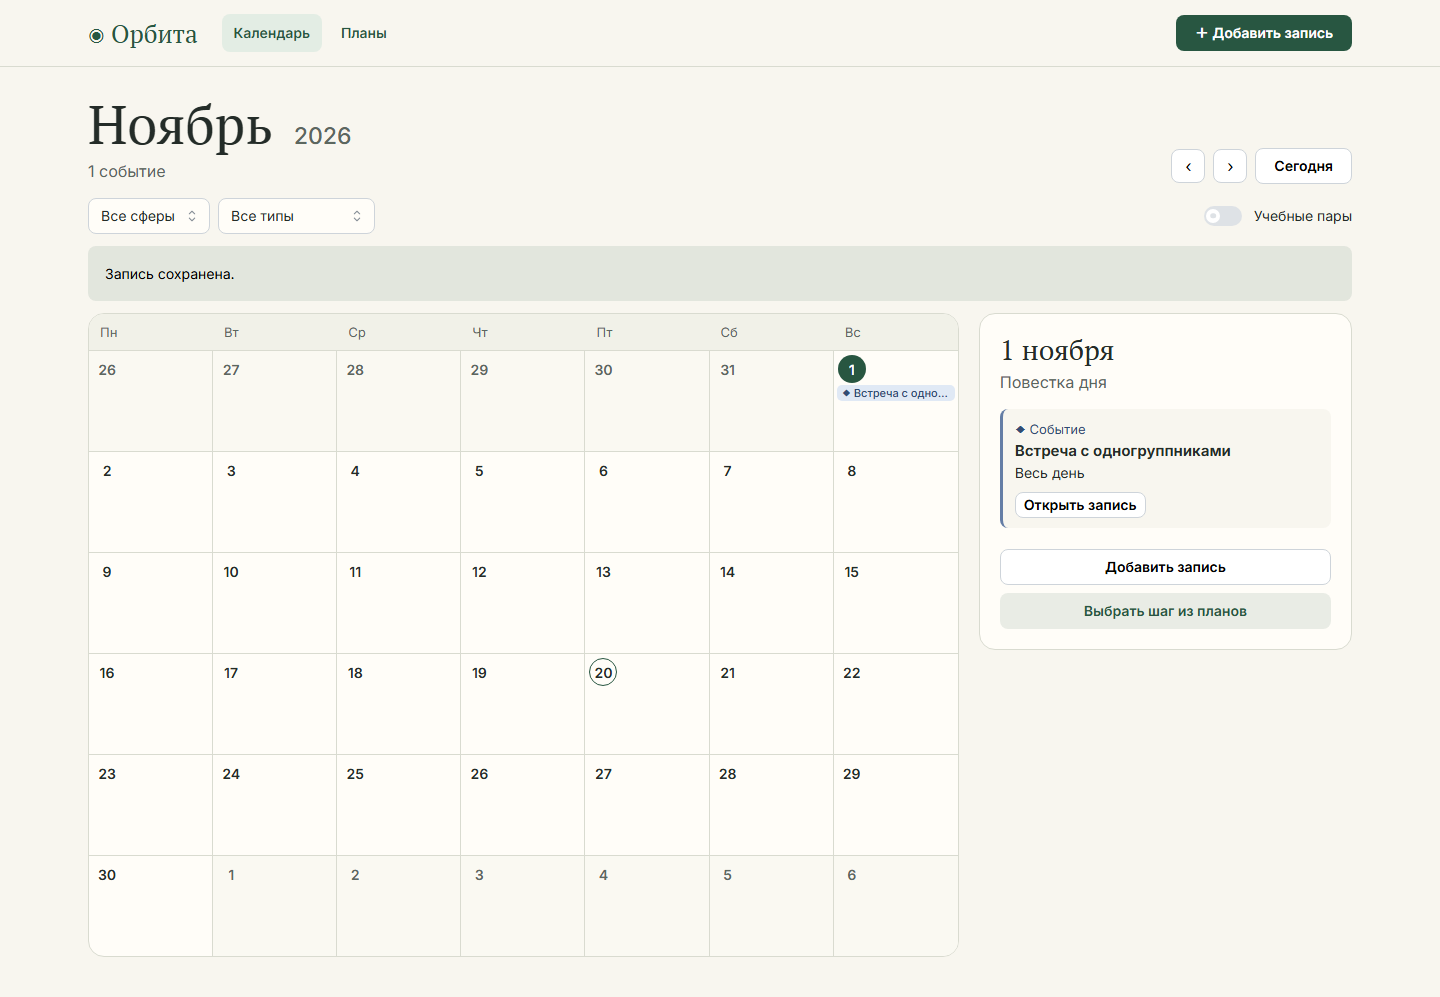 ◉ Орбита Календарь Планы + Добавить запись
Ноябрь 2026
1 событие
‹ › Сегодня
Все сферы Все типы Учебные пары
Запись сохранена.
Пн Вт Ср Чт Пт Сб Вс
26 27 28 29 30 31 1
◆ Встреча с одно...
2 3 4 5 6 7 8
9 10 11 12 13 14 15
16 17 18 19 20 21 22
23 24 25 26 27 28 29
30 1 2 3 4 5 6
1 ноября
Повестка дня
◆ Событие
Встреча с одногруппниками
Весь день
Открыть запись
Добавить запись
Выбрать шаг из планов